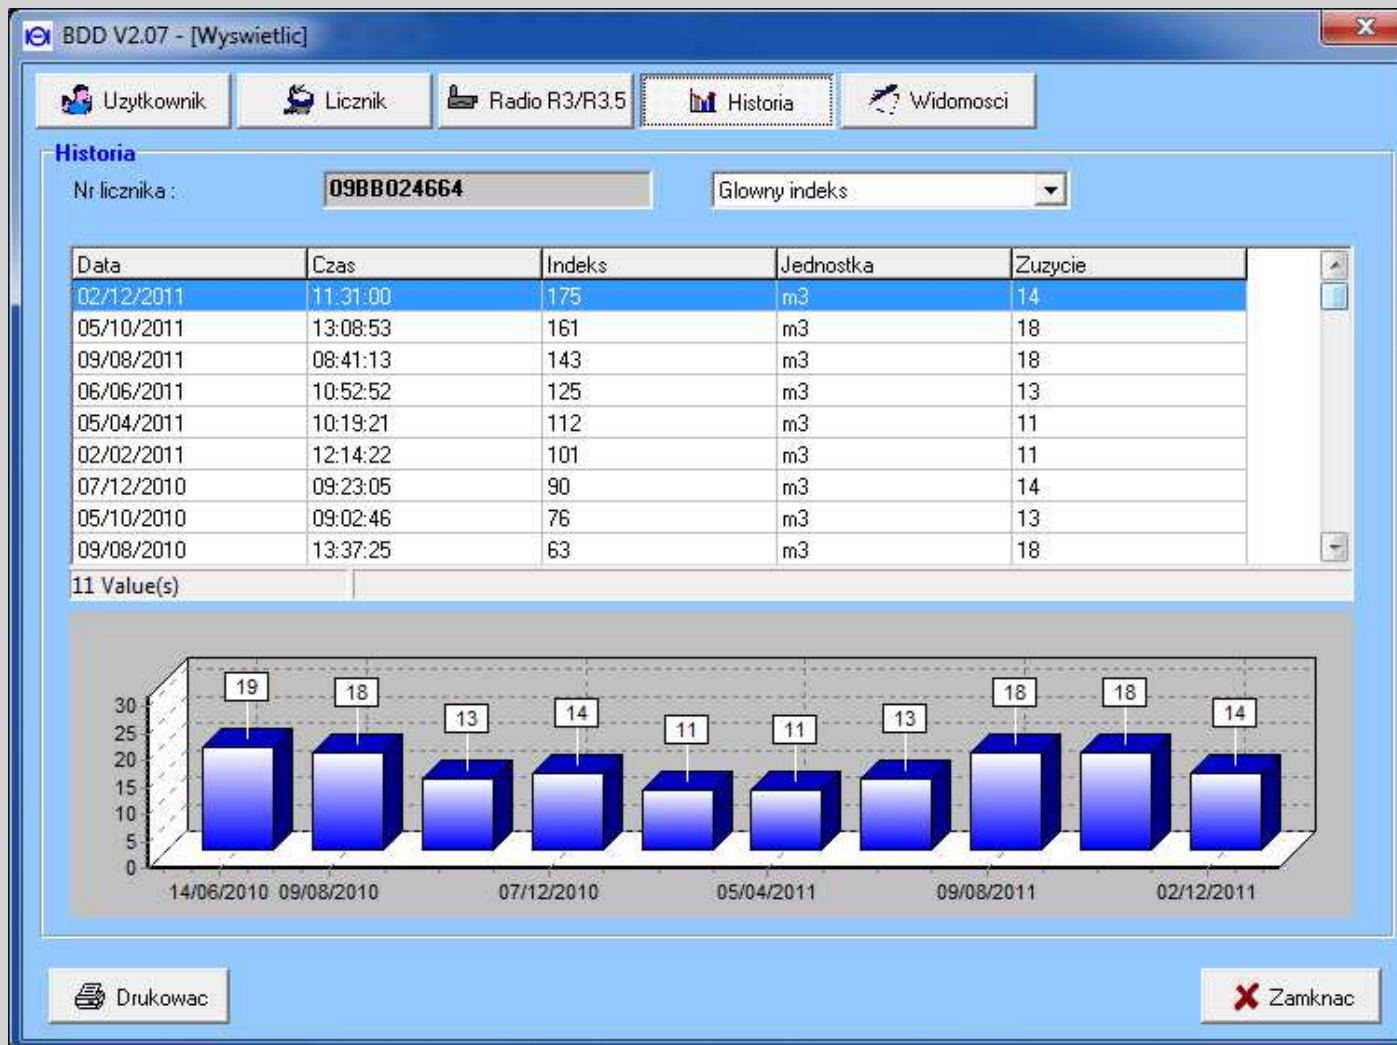 BDD V2.07 - [Wyswietlic]
Uzytkownik Licznik Radio R3/R3.5 Historia Widomosci
Historia
Nr licznika : 09BB024664 Glowny indeks
Data Czas Indeks Jednostka Zuzycie
02/12/2011 11:31:00 175 m3 14
05/10/2011 13:08:53 161 m3 18
09/08/2011 08:41:13 143 m3 18
06/06/2011 10:52:52 125 m3 13
05/04/2011 10:19:21 112 m3 11
02/02/2011 12:14:22 101 m3 11
07/12/2010 09:23:05 90 m3 14
05/10/2010 09:02:46 76 m3 13
09/08/2010 13:37:25 63 m3 18
11 Value(s)
19 18 13 14 11 11 13 18 18 14
30
25
20
15
10
5
0
14/06/2010 09/08/2010 07/12/2010 05/04/2011 09/08/2011 02/12/2011
Drukowac Zamknac